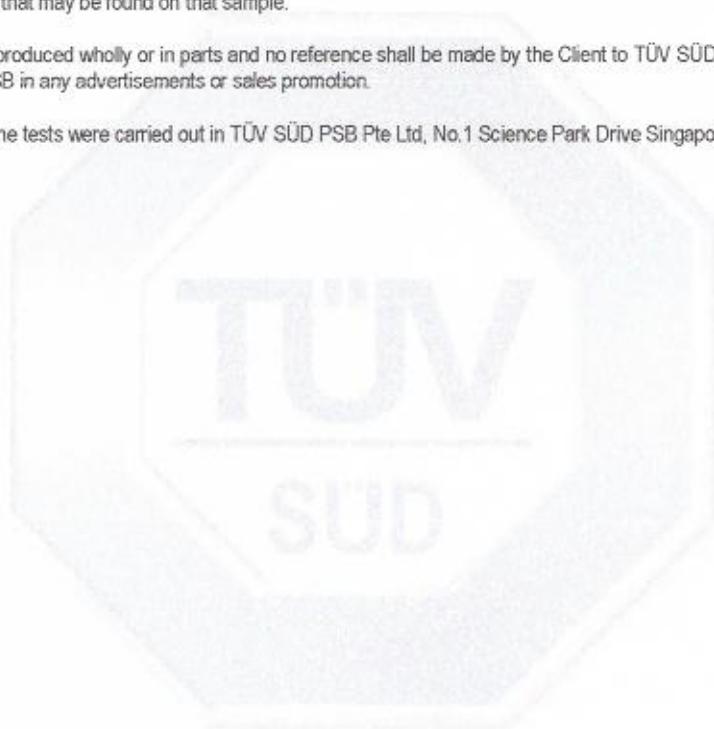 that may be found on that sample.
produced wholly or in parts and no reference shall be made by the Client to TÜV SÜD
SB in any advertisements or sales promotion.
he tests were carried out in TÜV SÜD PSB Pte Ltd, No.1 Science Park Drive Singapo
TÜV
SÜD